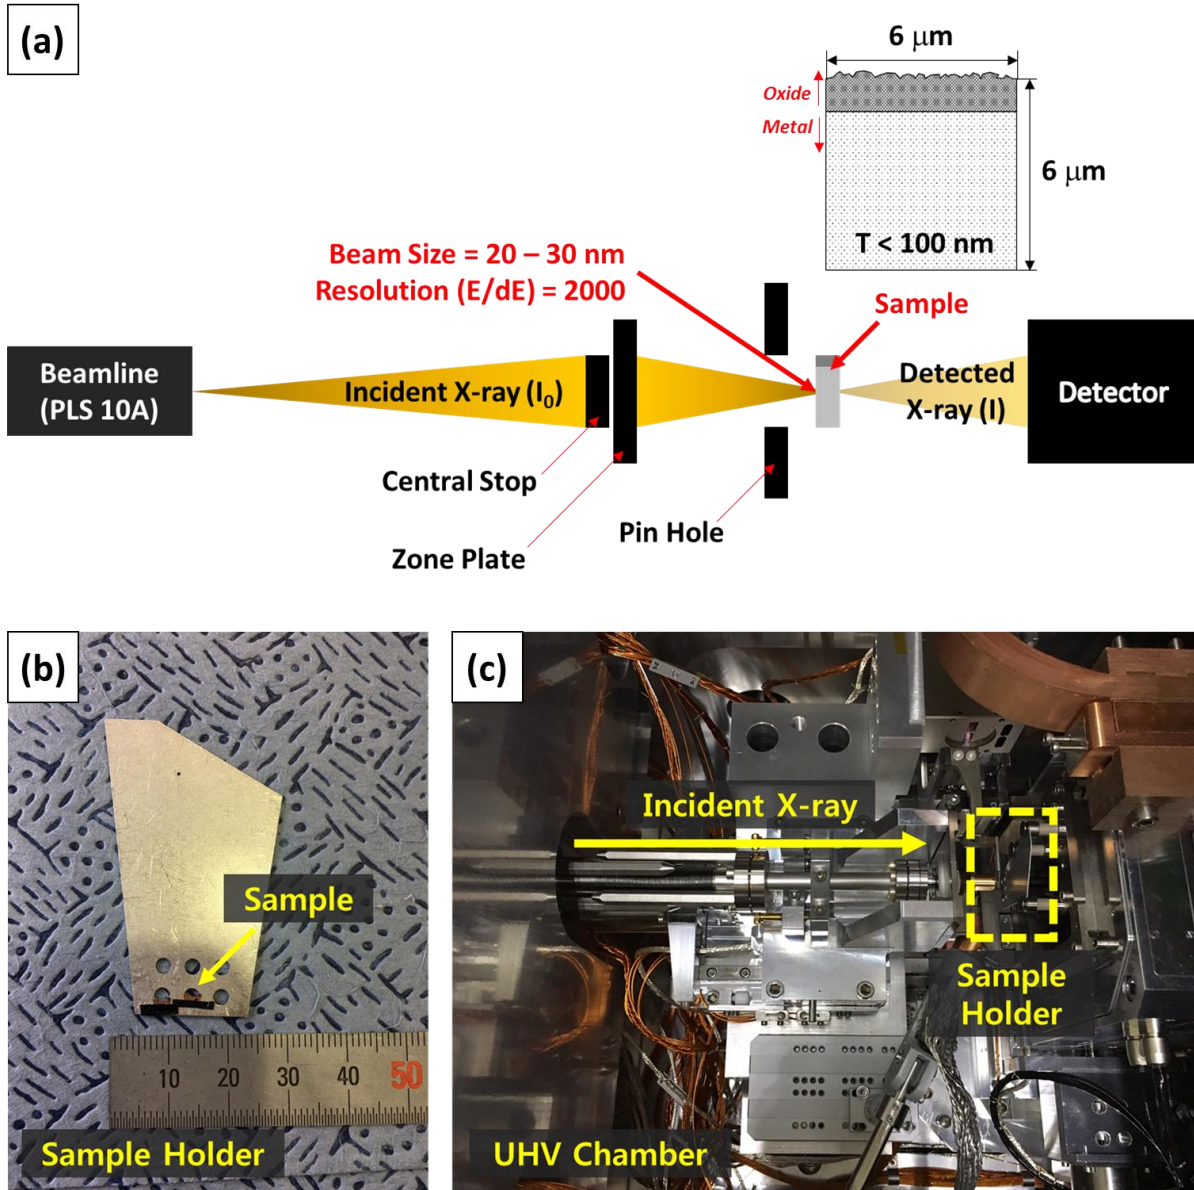 (a)
6 μm
Oxide
Metal
6 μm
T < 100 nm
Beam Size = 20 – 30 nm
Resolution (E/dE) = 2000
Sample
Beamline
(PLS 10A)
Incident X-ray (I₀)
Detected
X-ray (I)
Detector
Central Stop
Zone Plate
Pin Hole
(b)
Sample
10 20 30 40 50
Sample Holder
(c)
Incident X-ray
Sample
Holder
UHV Chamber